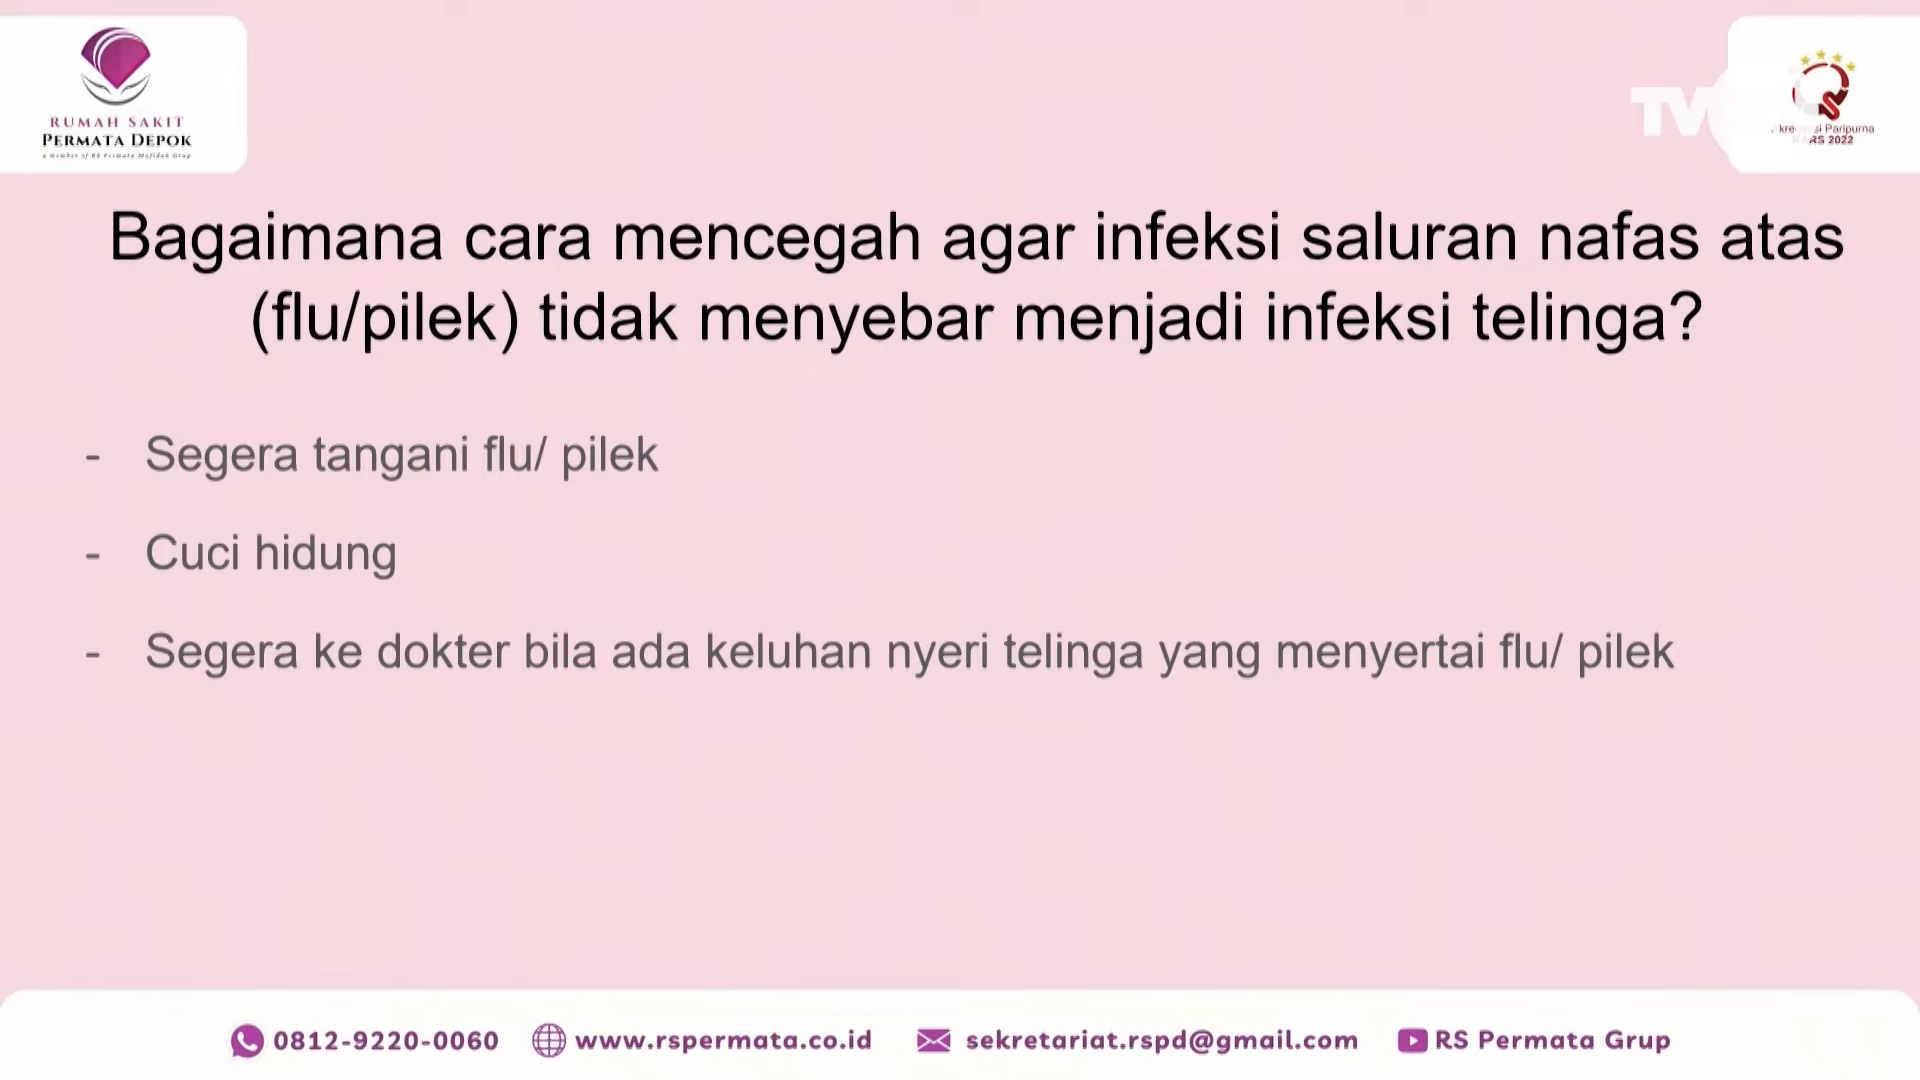 RUMAH SAKIT
PERMATA DEPOK
a member of RS Permata Mufidah Grup
TV
Paripurna
RS 2022
Bagaimana cara mencegah agar infeksi saluran nafas atas
(flu/pilek) tidak menyebar menjadi infeksi telinga?
- Segera tangani flu/ pilek
- Cuci hidung
- Segera ke dokter bila ada keluhan nyeri telinga yang menyertai flu/ pilek
0812-9220-0060 www.rspermata.co.id sekretariat.rspd@gmail.com RS Permata Grup